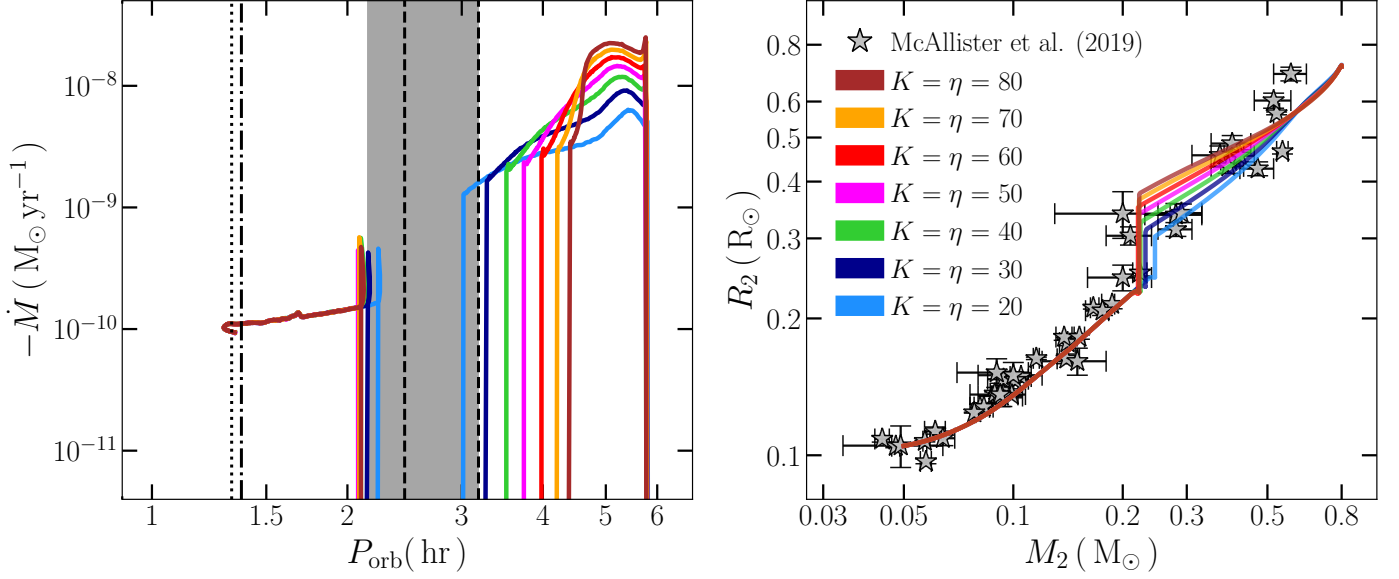 10⁻⁸
10⁻⁹
10⁻¹⁰
10⁻¹¹
−Ṁ (M⊙ yr⁻¹)
1 1.5 2 3 4 5 6
P_orb (hr)
0.8
0.6
0.5
0.4
0.3
0.2
0.1
R₂ (R⊙)
McAllister et al. (2019)
K = η = 80
K = η = 70
K = η = 60
K = η = 50
K = η = 40
K = η = 30
K = η = 20
0.03 0.05 0.1 0.2 0.3 0.5 0.8
M₂ (M⊙)